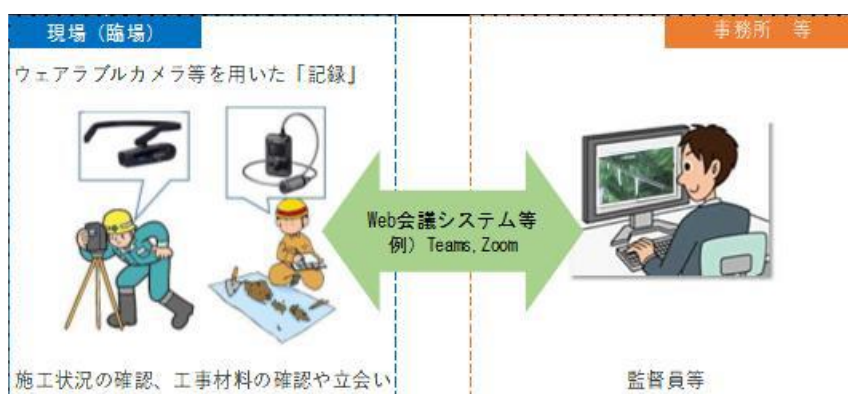 現場（臨場）
事務所　等
ウェアラブルカメラ等を用いた『記録』
Web会議システム等
例）Teams,Zoom
施工状況の確認、工事材料の確認や立会い
監督員等